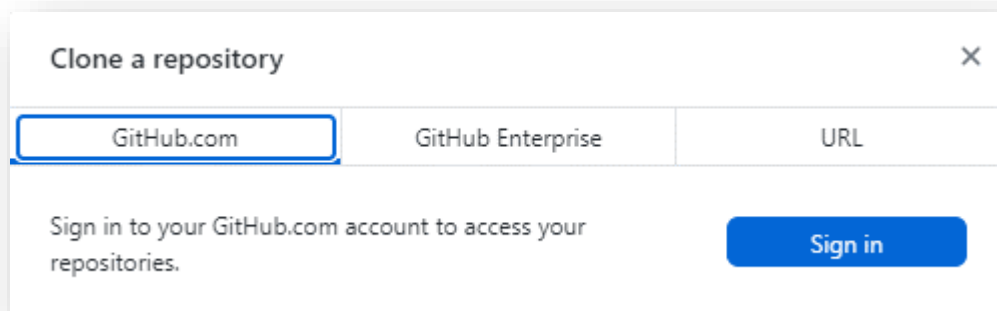 Clone a repository
GitHub.com
GitHub Enterprise
URL
Sign in to your GitHub.com account to access your
repositories.
Sign in